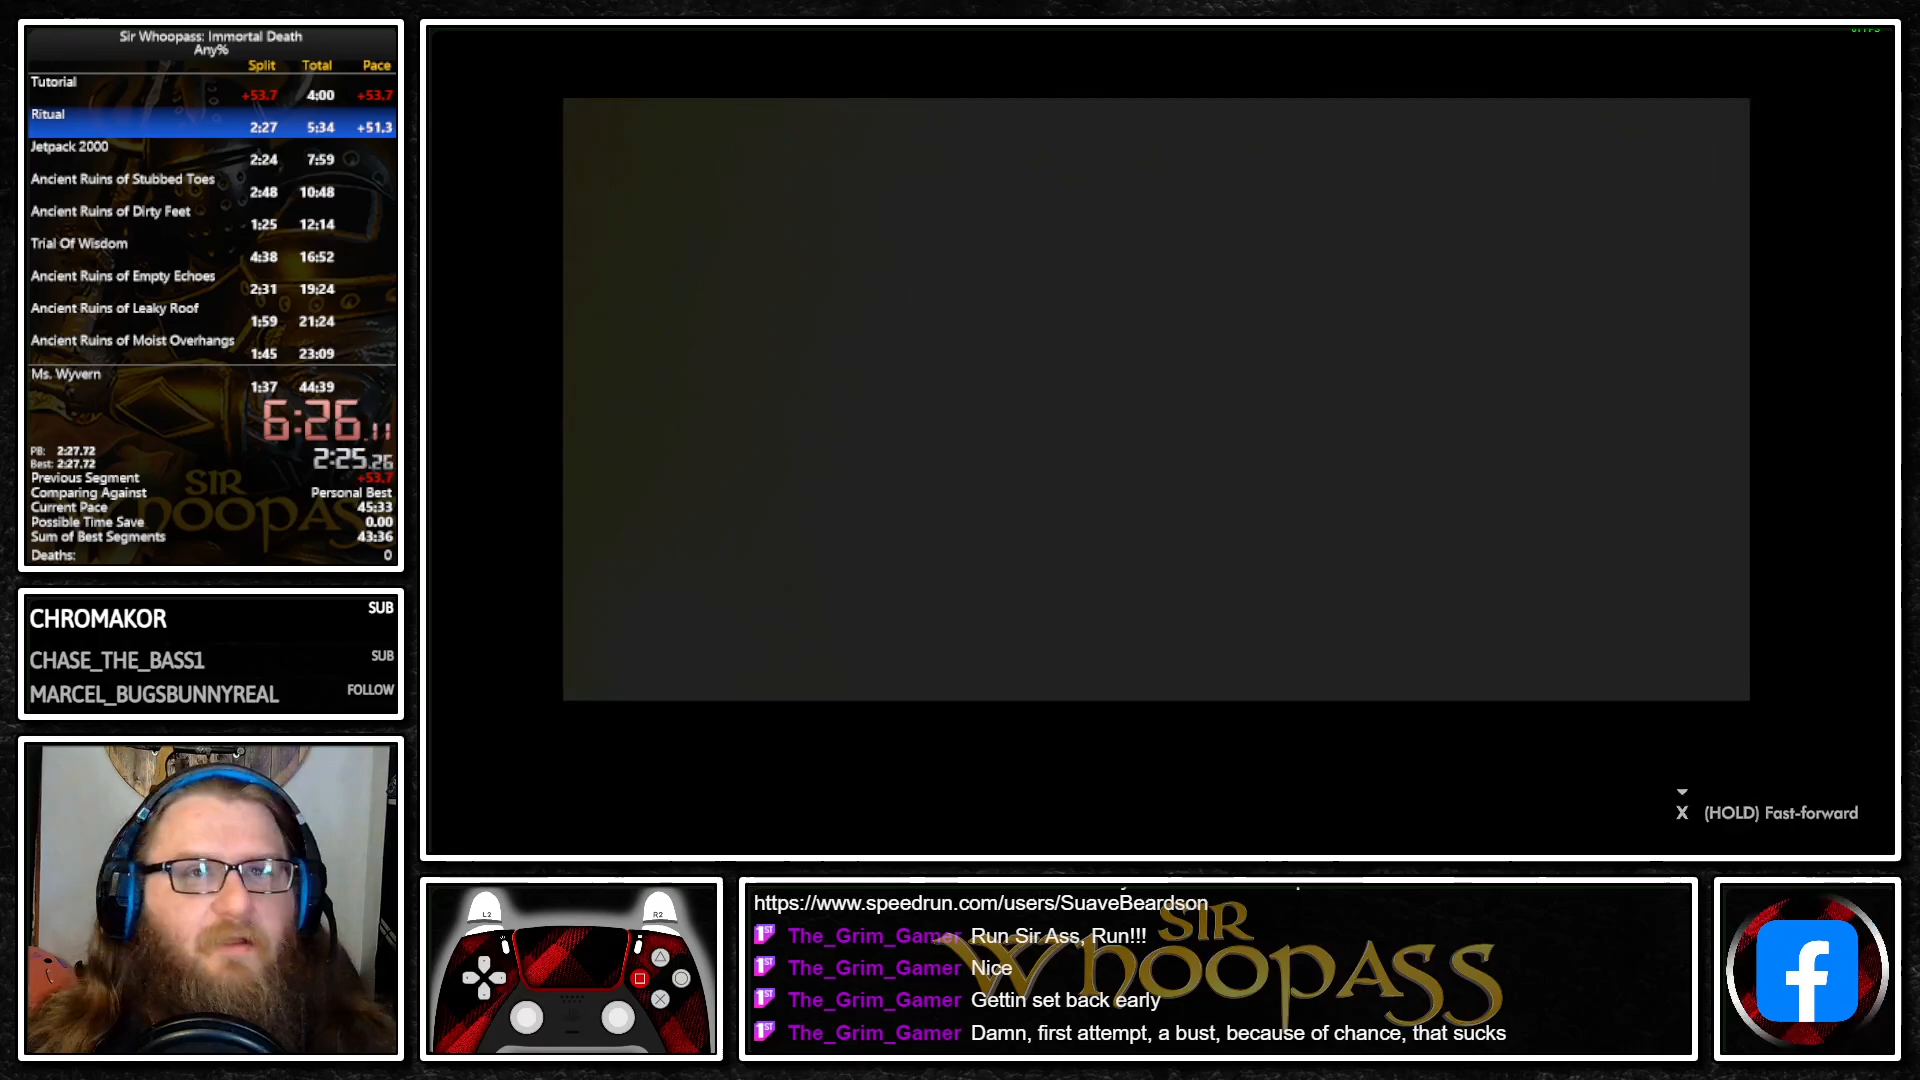 Sir Whoopass: Immortal Death
Any%
Split Total Pace
Tutorial
+53.7 4:00 +53.7
Ritual
2:27 5:34 +51.3
Jetpack 2000
2:24 7:59
Ancient Ruins of Stubbed Toes
2:48 10:48
Ancient Ruins of Dirty Feet
1:25 12:14
Trial Of Wisdom
4:38 16:52
Ancient Ruins of Empty Echoes
2:31 19:24
Ancient Ruins of Leaky Roof
1:59 21:24
Ancient Ruins of Moist Overhangs
1:45 23:09
Ms. Wyvern
1:37 44:39
6:26.11
PB: 2:27.72
Best: 2:27.72
2:25.26
Previous Segment +53.7
Comparing Against Personal Best
Current Pace 45:33
Possible Time Save 0.00
Sum of Best Segments 43:36
Deaths: 0
SIR
WHOOPASS
CHROMAKOR SUB
CHASE_THE_BASS1 SUB
MARCEL_BUGSBUNNYREAL FOLLOW
X (HOLD) Fast-forward
L2 R2
https://www.speedrun.com/users/SuaveBeardson
1ST The_Grim_Gamer Run Sir Ass, Run!!!
1ST The_Grim_Gamer Nice
1ST The_Grim_Gamer Gettin set back early
1ST The_Grim_Gamer Damn, first attempt, a bust, because of chance, that sucks
SIR
WHOOPASS
f